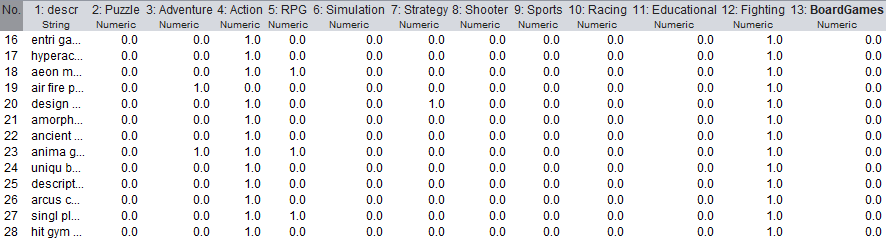 No. 1: descr 2: Puzzle 3: Adventure 4: Action 5: RPG 6: Simulation 7: Strategy 8: Shooter 9: Sports 10: Racing 11: Educational 12: Fighting 13: BoardGames
String Numeric Numeric Numeric Numeric Numeric Numeric Numeric Numeric Numeric Numeric Numeric Numeric
16 entri ga... 0.0 0.0 1.0 0.0 0.0 0.0 0.0 0.0 0.0 0.0 1.0 0.0
17 hyperac... 0.0 0.0 1.0 0.0 0.0 0.0 0.0 0.0 0.0 0.0 1.0 0.0
18 aeon m... 0.0 0.0 1.0 1.0 0.0 0.0 0.0 0.0 0.0 0.0 1.0 0.0
19 air fire p... 0.0 1.0 0.0 0.0 0.0 0.0 0.0 0.0 0.0 0.0 1.0 0.0
20 design ... 0.0 0.0 1.0 0.0 0.0 1.0 0.0 0.0 0.0 0.0 1.0 0.0
21 amorph... 0.0 0.0 1.0 0.0 0.0 0.0 0.0 0.0 0.0 0.0 1.0 0.0
22 ancient ... 0.0 0.0 1.0 0.0 0.0 0.0 0.0 0.0 0.0 0.0 1.0 0.0
23 anima g... 0.0 1.0 1.0 1.0 0.0 0.0 0.0 0.0 0.0 0.0 1.0 0.0
24 uniqu b... 0.0 0.0 1.0 0.0 0.0 0.0 0.0 0.0 0.0 0.0 1.0 0.0
25 descript... 0.0 0.0 1.0 0.0 0.0 0.0 0.0 0.0 0.0 0.0 1.0 0.0
26 arcus c... 0.0 0.0 1.0 0.0 0.0 0.0 0.0 0.0 0.0 0.0 1.0 0.0
27 singl pl... 0.0 0.0 1.0 1.0 0.0 0.0 0.0 0.0 0.0 0.0 1.0 0.0
28 hit gym ... 0.0 0.0 1.0 0.0 0.0 0.0 0.0 0.0 0.0 0.0 1.0 0.0